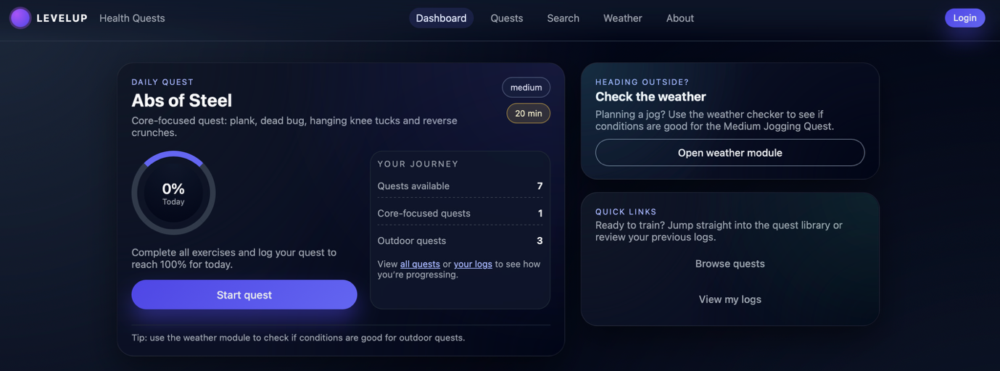 LEVELUP Health Quests
Dashboard
Quests
Search
Weather
About
Login
DAILY QUEST
Abs of Steel
Core-focused quest: plank, dead bug, hanging knee tucks and reverse
crunches.
medium
20 min
0%
Today
Complete all exercises and log your quest to
reach 100% for today.
Start quest
YOUR JOURNEY
Quests available 7
Core-focused quests 1
Outdoor quests 3
View all quests or your logs to see how
you’re progressing.
Tip: use the weather module to check if conditions are good for outdoor quests.
HEADING OUTSIDE?
Check the weather
Planning a jog? Use the weather checker to see if
conditions are good for the Medium Jogging Quest.
Open weather module
QUICK LINKS
Ready to train? Jump straight into the quest library or
review your previous logs.
Browse quests
View my logs